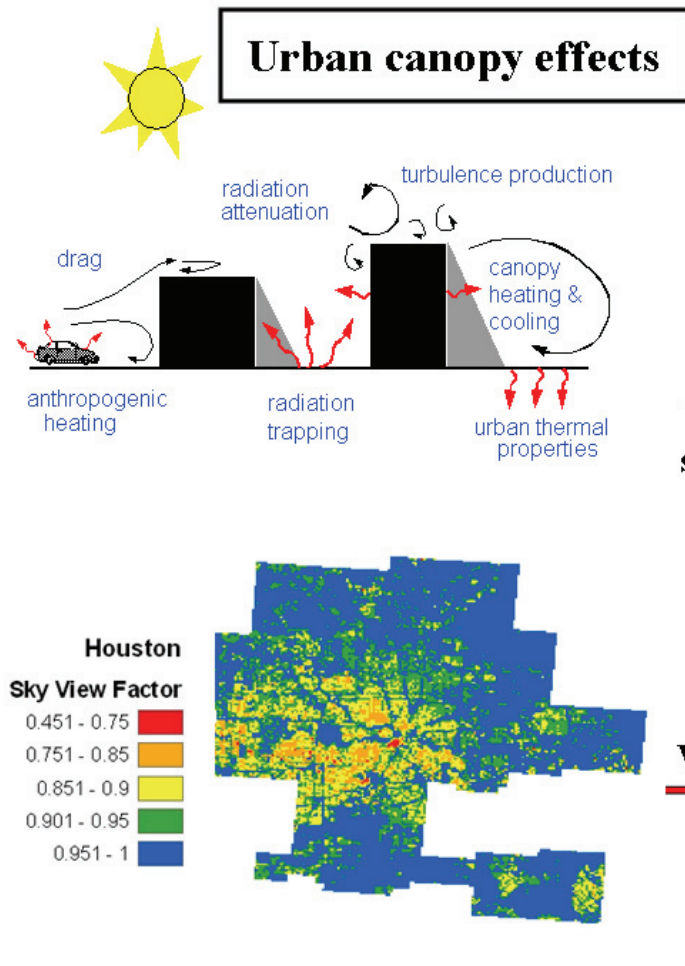 Urban canopy effects
radiation
attenuation
turbulence production
drag
canopy
heating &
cooling
anthropogenic
heating
radiation
trapping
urban thermal
properties
s
Houston
Sky View Factor
0.451 - 0.75
0.751 - 0.85
0.851 - 0.9
0.901 - 0.95
0.951 - 1